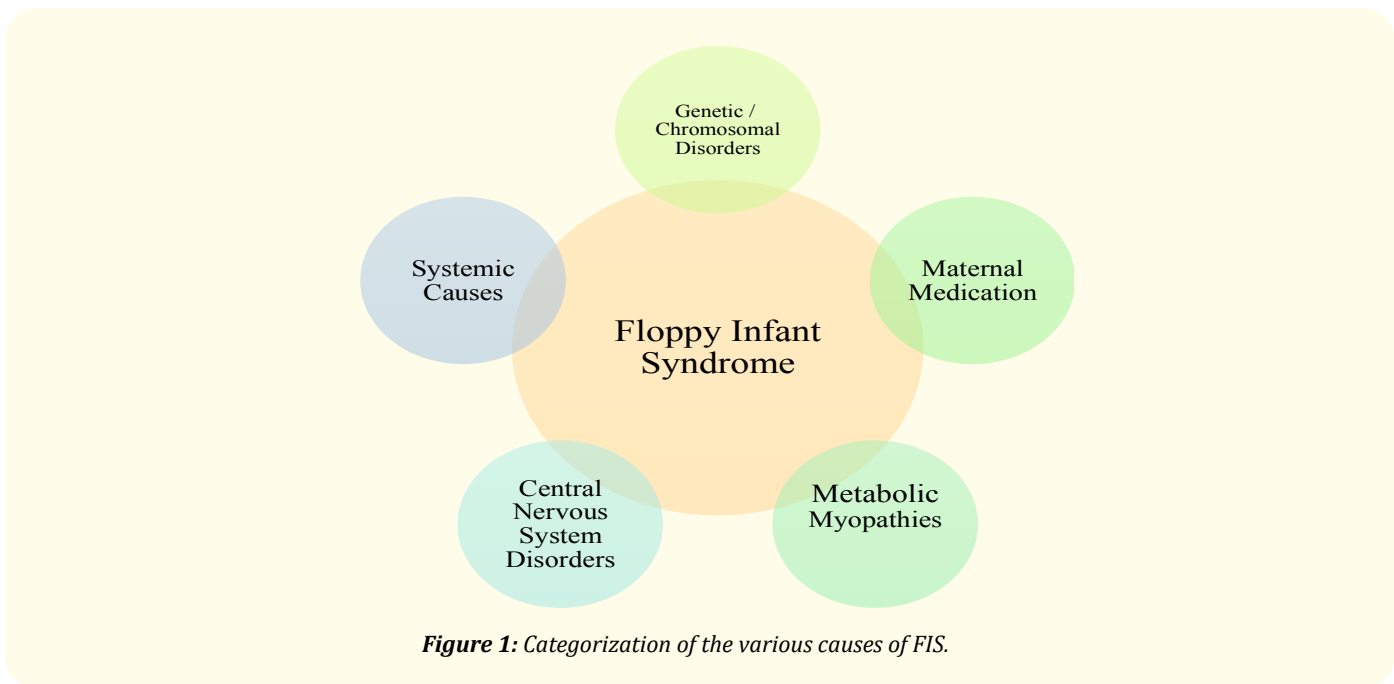 Genetic /
Chromosomal
Disorders
Systemic
Causes
Maternal
Medication
Floppy Infant
Syndrome
Central
Nervous
System
Disorders
Metabolic
Myopathies
Figure 1: Categorization of the various causes of FIS.